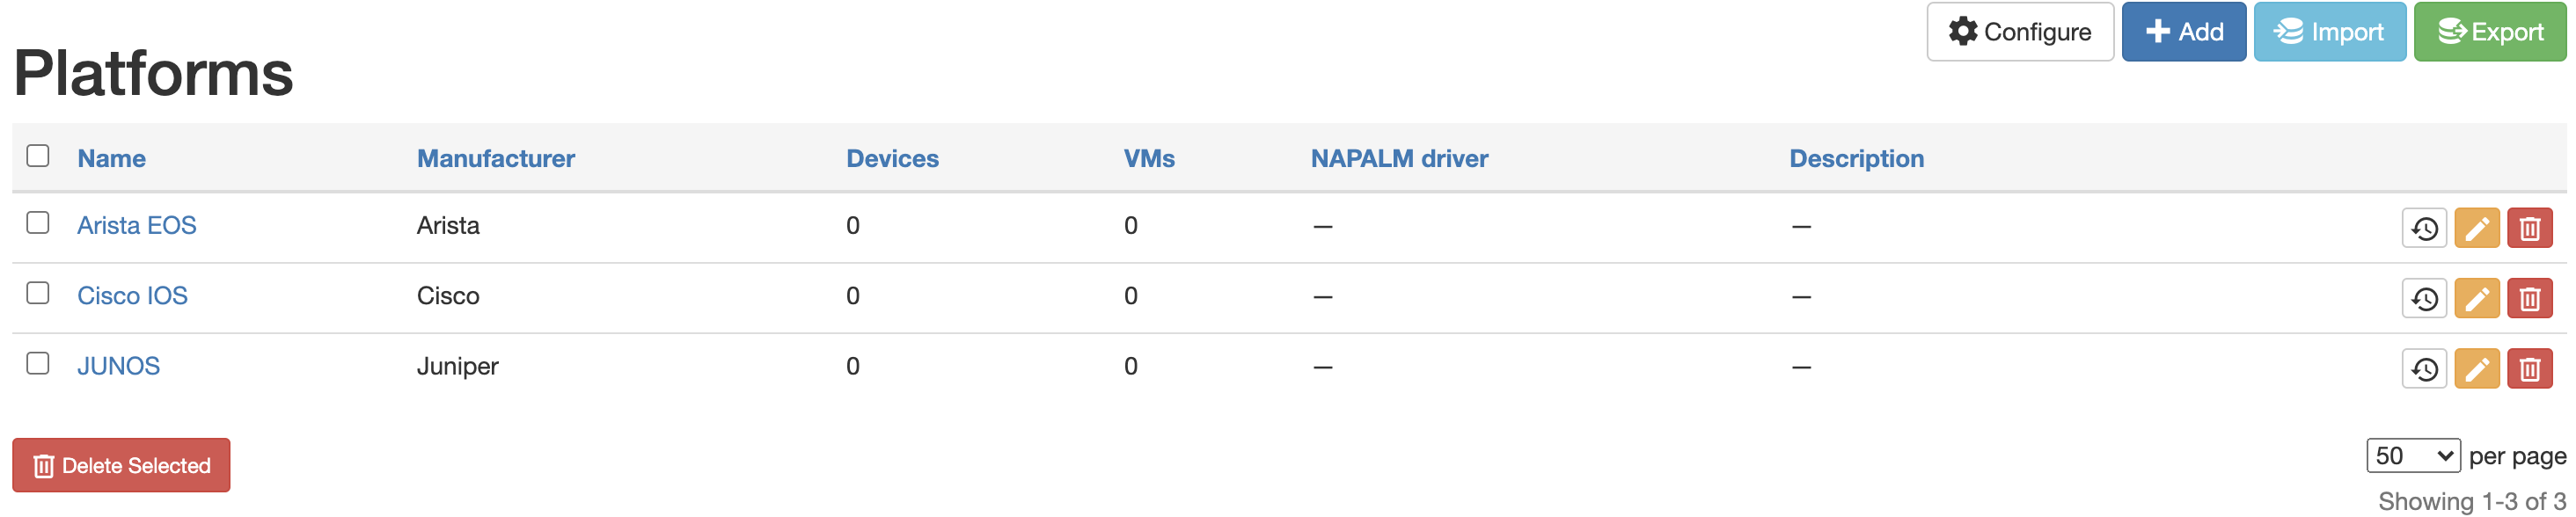 Configure Add Import Export
Platforms
Name Manufacturer Devices VMs NAPALM driver Description
Arista EOS Arista 0 0 — —
Cisco IOS Cisco 0 0 — —
JUNOS Juniper 0 0 — —
Delete Selected 50 per page
Showing 1-3 of 3